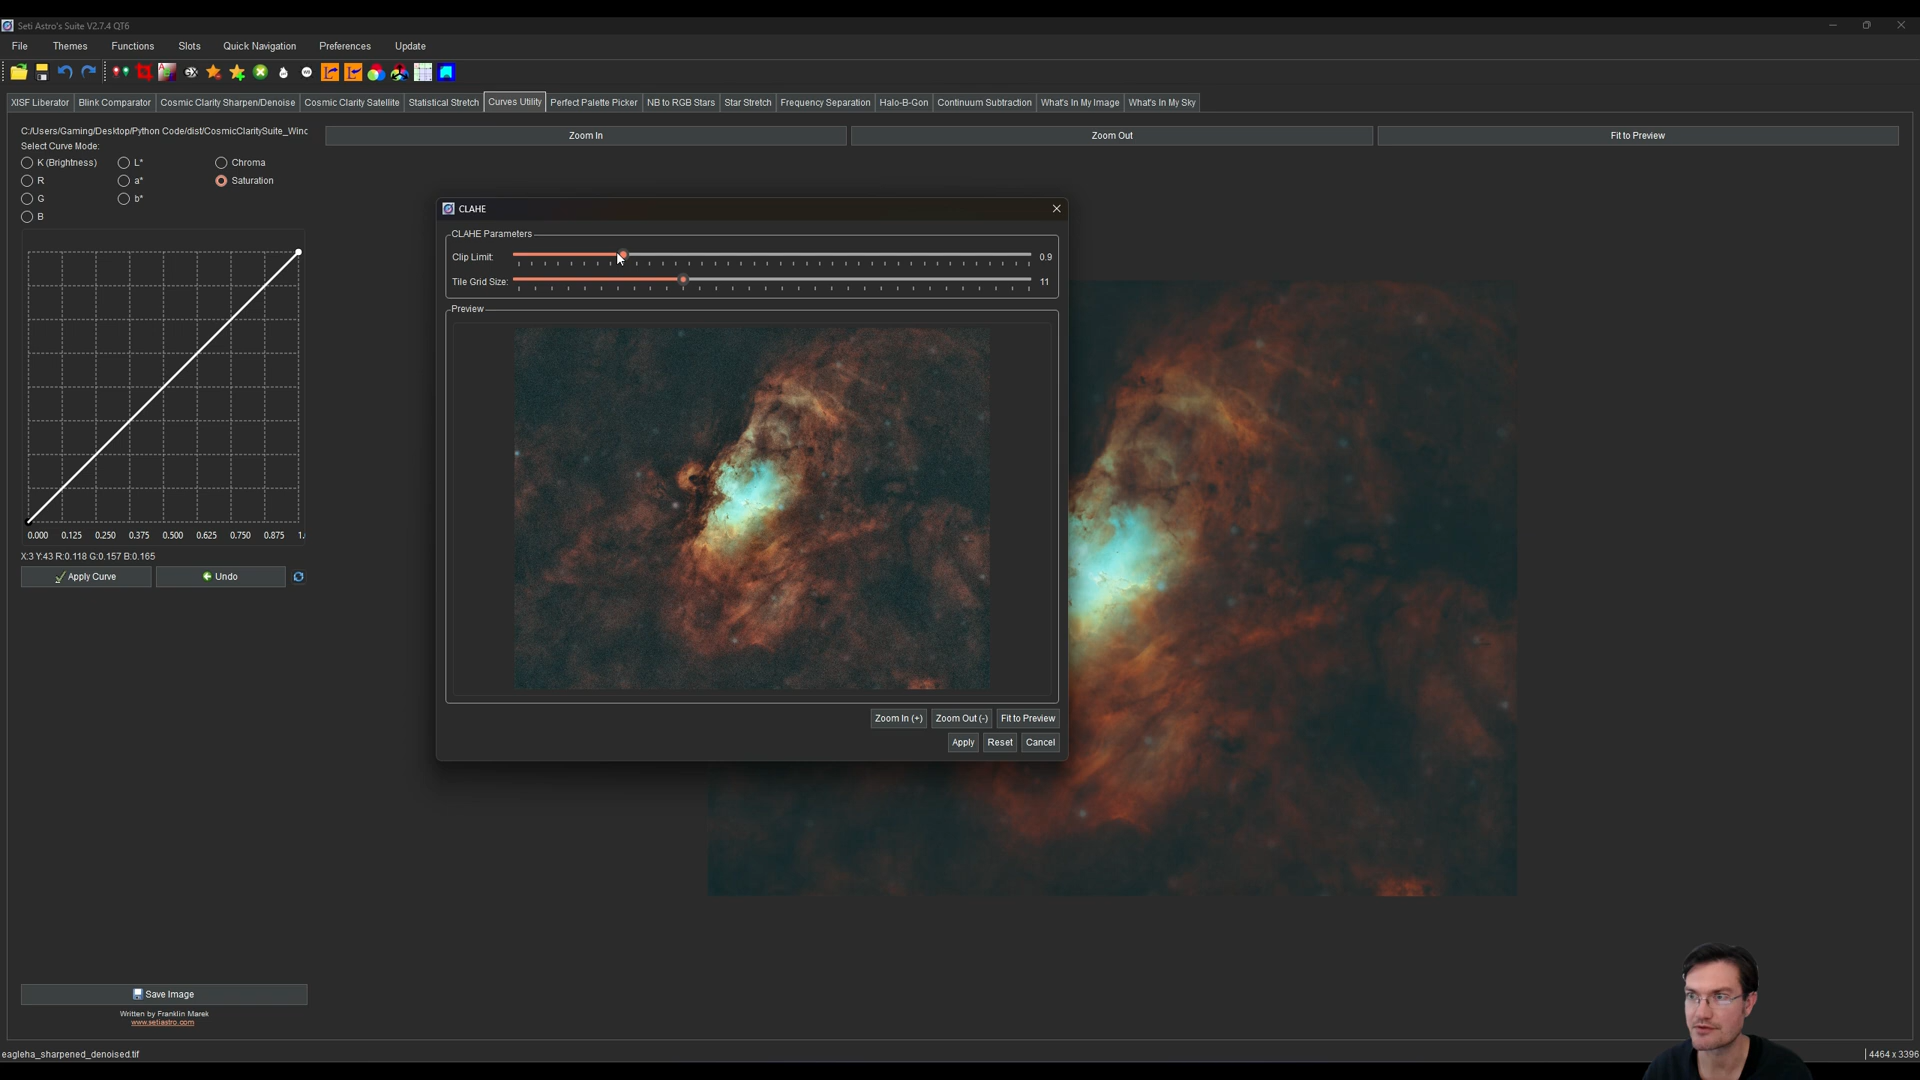 Seti Astro's Suite V2.7.4 QT6
File Themes Functions Slots Quick Navigation Preferences Update
XISF Liberator Blink Comparator Cosmic Clarity Sharpen/Denoise Cosmic Clarity Satellite Statistical Stretch Curves Utility Perfect Palette Picker NB to RGB Stars Star Stretch Frequency Separation Halo-B-Gon Continuum Subtraction What's In My Image What's In My Sky
C:/Users/Gaming/Desktop/Python Code/dist/CosmicClaritySuite_Winc
Zoom In Zoom Out Fit to Preview
Select Curve Mode:
K (Brightness) L* Chroma
R a* Saturation
G b*
B
CLAHE
CLAHE Parameters
Clip Limit: 0.9
Tile Grid Size: 11
Preview
0.000 0.125 0.250 0.375 0.500 0.625 0.750 0.875 1.
X:3 Y:43 R:0.118 G:0.157 B:0.165
Apply Curve Undo
Zoom In (+) Zoom Out (-) Fit to Preview
Apply Reset Cancel
Save Image
Written by Franklin Marek
www.setiastro.com
eagleha_sharpened_denoised.tif 4464 x 3396